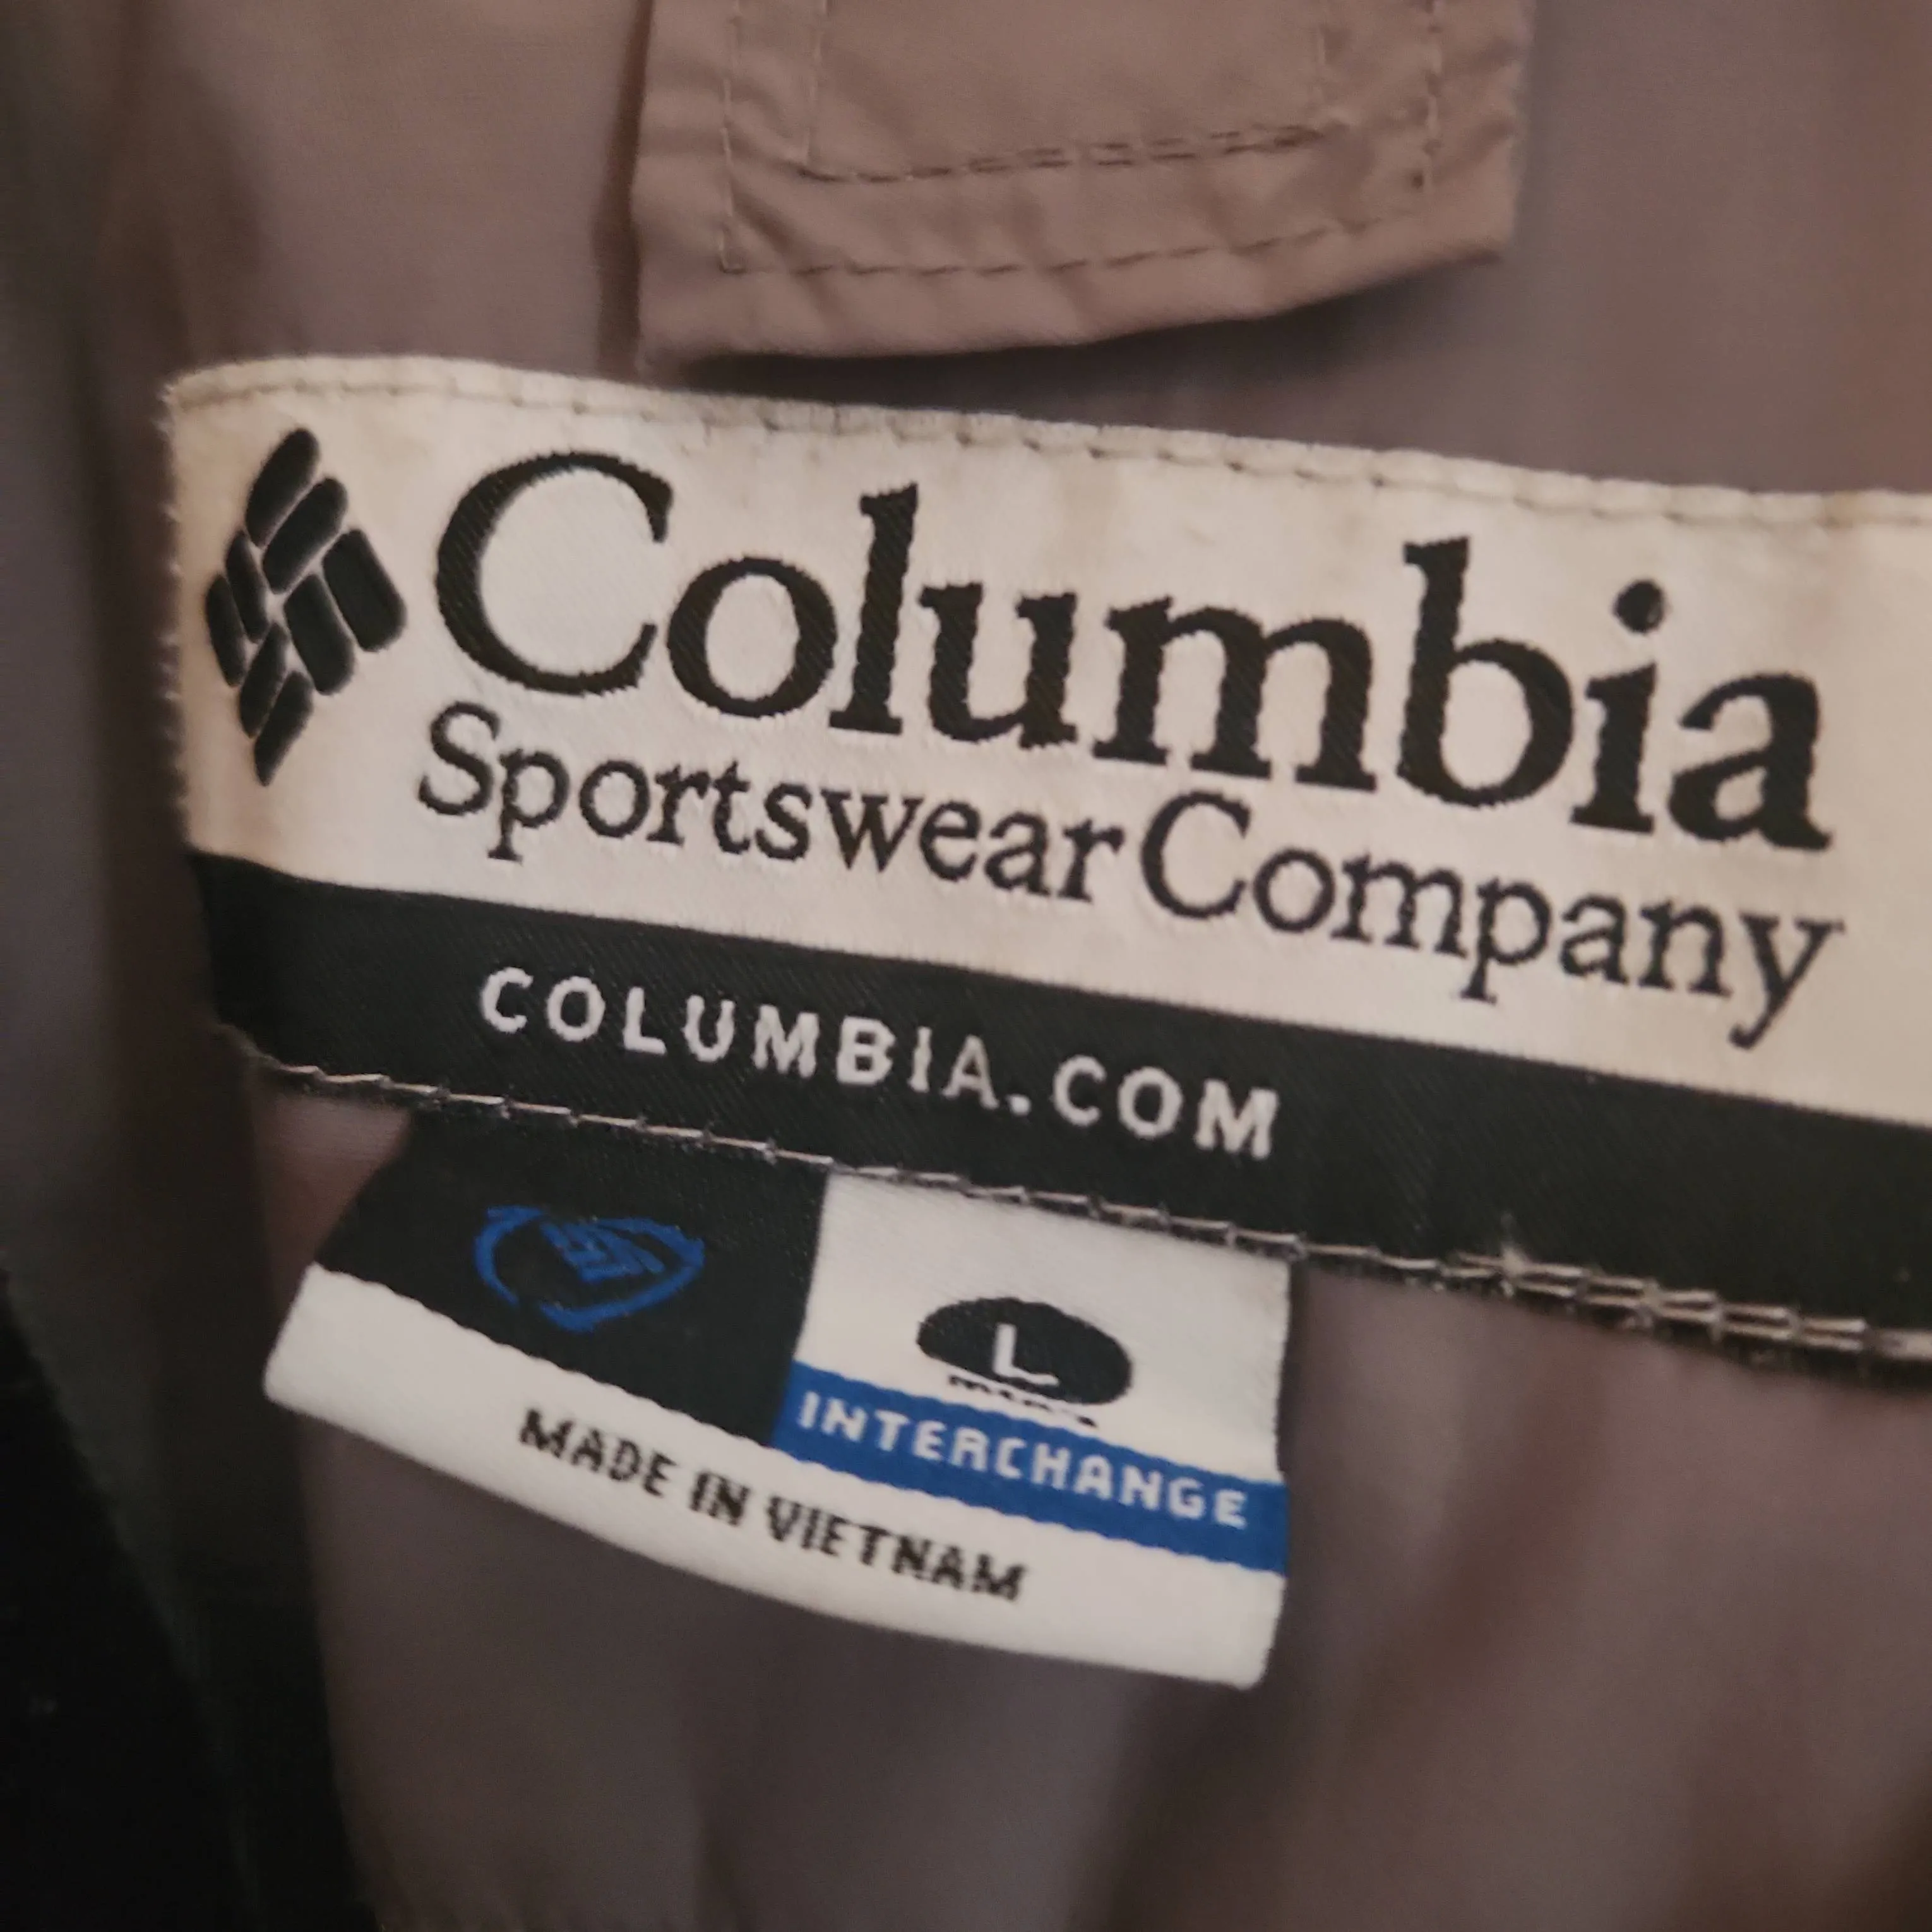 Columbia
Sportswear Company
COLUMBIA.COM
L
INTERCHANGE
MADE IN VIETNAM